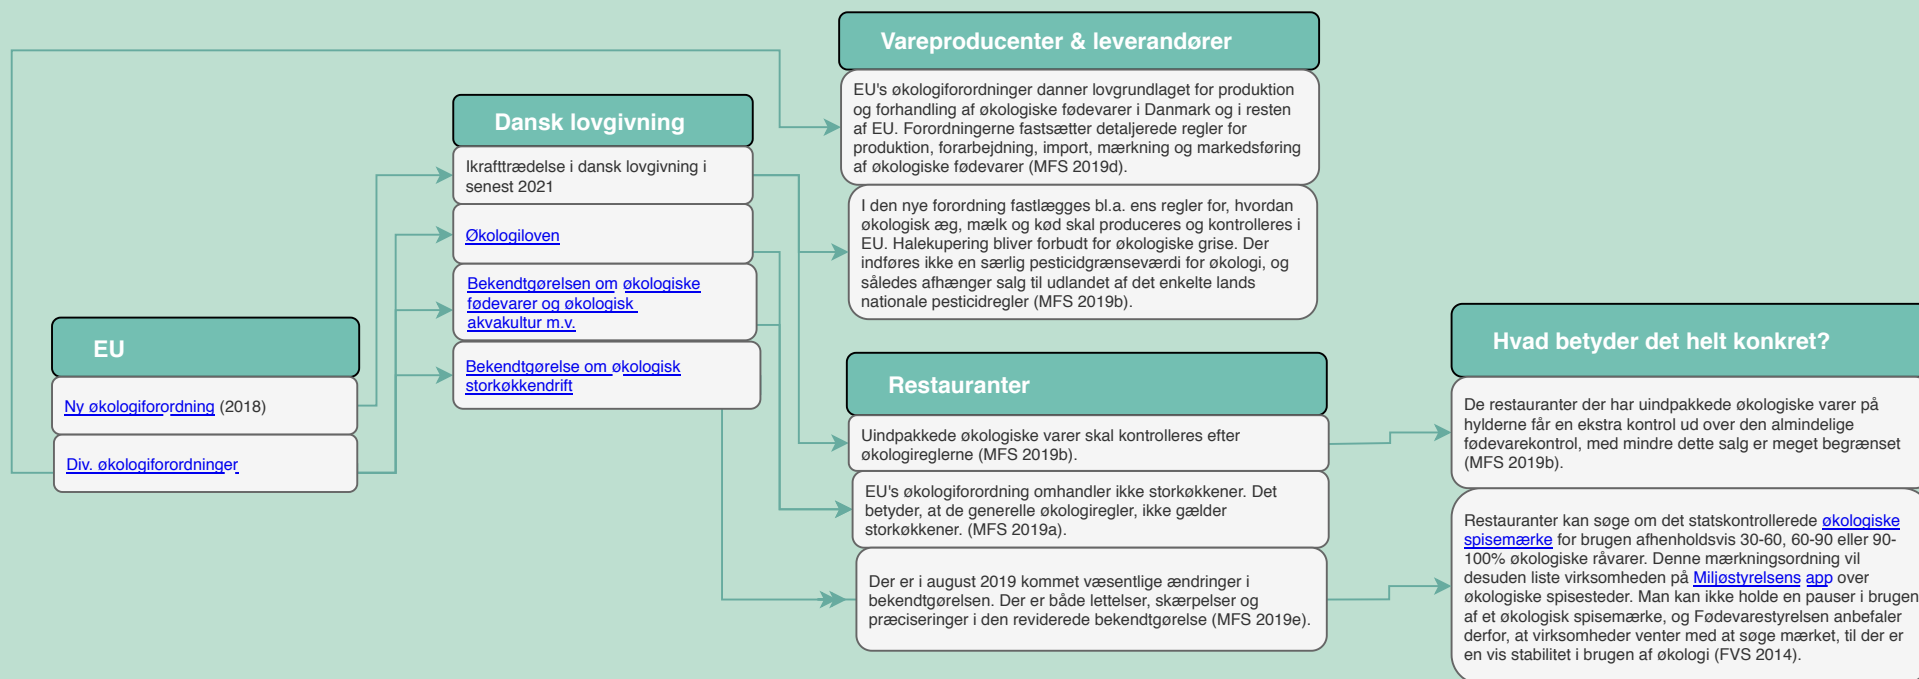 Vareproducenter & leverandører
EU's økologiforordninger danner lovgrundlaget for produktion
og forhandling af økologiske fødevarer i Danmark og i resten
af EU. Forordningerne fastsætter detaljerede regler for
produktion, forarbejdning, import, mærkning og markedsføring
af økologiske fødevarer (MFS 2019d).
I den nye forordning fastlægges bl.a. ens regler for, hvordan
økologisk æg, mælk og kød skal produceres og kontrolleres i
EU. Halekupering bliver forbudt for økologiske grise. Der
indføres ikke en særlig pesticidgrænseværdi for økologi, og
således afhænger salg til udlandet af det enkelte lands
nationale pesticidregler (MFS 2019b).
Dansk lovgivning
Ikrafttrædelse i dansk lovgivning i
senest 2021
Økologiloven
Bekendtgørelsen om økologiske
fødevarer og økologisk
akvakultur m.v.
Bekendtgørelse om økologisk
storkøkkendrift
EU
Ny økologiforordning (2018)
Div. økologiforordninger
Restauranter
Uindpakkede økologiske varer skal kontrolleres efter
økologireglerne (MFS 2019b).
EU's økologiforordning omhandler ikke storkøkkener. Det
betyder, at de generelle økologiregler, ikke gælder
storkøkkener. (MFS 2019a).
Der er i august 2019 kommet væsentlige ændringer i
bekendtgørelsen. Der er både lettelser, skærpelser og
præciseringer i den reviderede bekendtgørelse (MFS 2019e).
Hvad betyder det helt konkret?
De restauranter der har uindpakkede økologiske varer på
hylderne får en ekstra kontrol ud over den almindelige
fødevarekontrol, med mindre dette salg er meget begrænset
(MFS 2019b).
Restauranter kan søge om det statskontrollerede økologiske
spisemærke for brugen afhenholdsvis 30-60, 60-90 eller 90-
100% økologiske råvarer. Denne mærkningsordning vil
desuden liste virksomheden på Miljøstyrelsens app over
økologiske spisesteder. Man kan ikke holde en pauser i brugen
af et økologisk spisemærke, og Fødevarestyrelsen anbefaler
derfor, at virksomheder venter med at søge mærket, til der er
en vis stabilitet i brugen af økologi (FVS 2014).